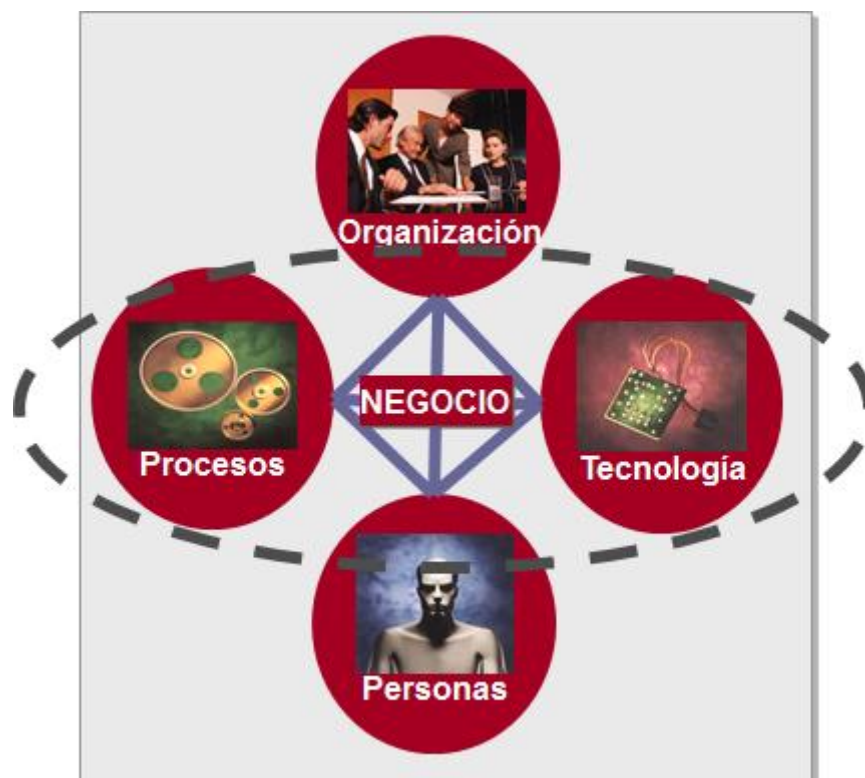 Organización
Procesos
NEGOCIO
Tecnología
Personas